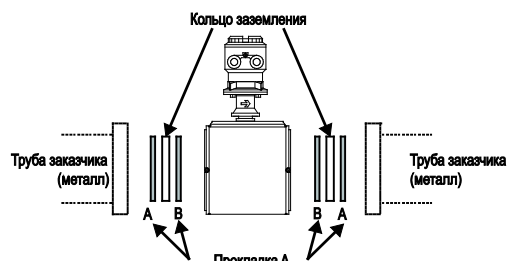 Кольцо заземления
Труба заказчика
(металл)
Труба заказчика
(металл)
A
B
B
A
Прокладка A